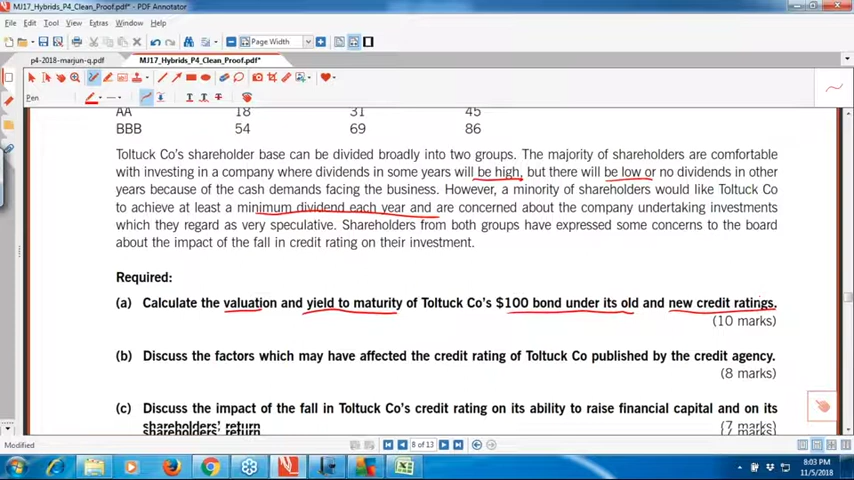 MJ17_Hybrids_P4_Clean_Proof.pdf* - PDF Annotator
File Edit View Tool Extras Window Help
Page Width
p4-2018-marjun-q.pdf MJ17_Hybrids_P4_Clean_Proof.pdf*
Pen
AA 18 31 45
BBB 54 69 86
Toltuck Co's shareholder base can be divided broadly into two groups. The majority of shareholders are comfortable
with investing in a company where dividends in some years will be high, but there will be low or no dividends in other
years because of the cash demands facing the business. However, a minority of shareholders would like Toltuck Co
to achieve at least a minimum dividend each year and are concerned about the company undertaking investments
which they regard as very speculative. Shareholders from both groups have expressed some concerns to the board
about the impact of the fall in credit rating on their investment.
Required:
(a) Calculate the valuation and yield to maturity of Toltuck Co's $100 bond under its old and new credit ratings.
(10 marks)
(b) Discuss the factors which may have affected the credit rating of Toltuck Co published by the credit agency.
(8 marks)
(c) Discuss the impact of the fall in Toltuck Co's credit rating on its ability to raise financial capital and on its
shareholders' return
(7 marks)
Modified 8 of 13
8:03 PM
11/5/2018